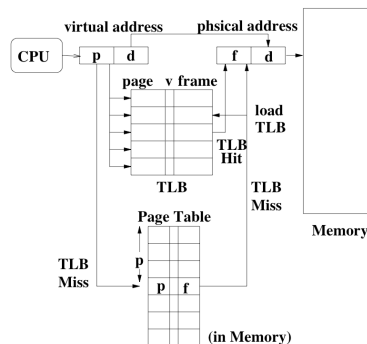 virtual address
phsical address
CPU
p d
f d
page v frame
load
TLB
TLB
Hit
TLB
TLB
Miss
Page Table
Memory
p
TLB
Miss
p f
(in Memory)